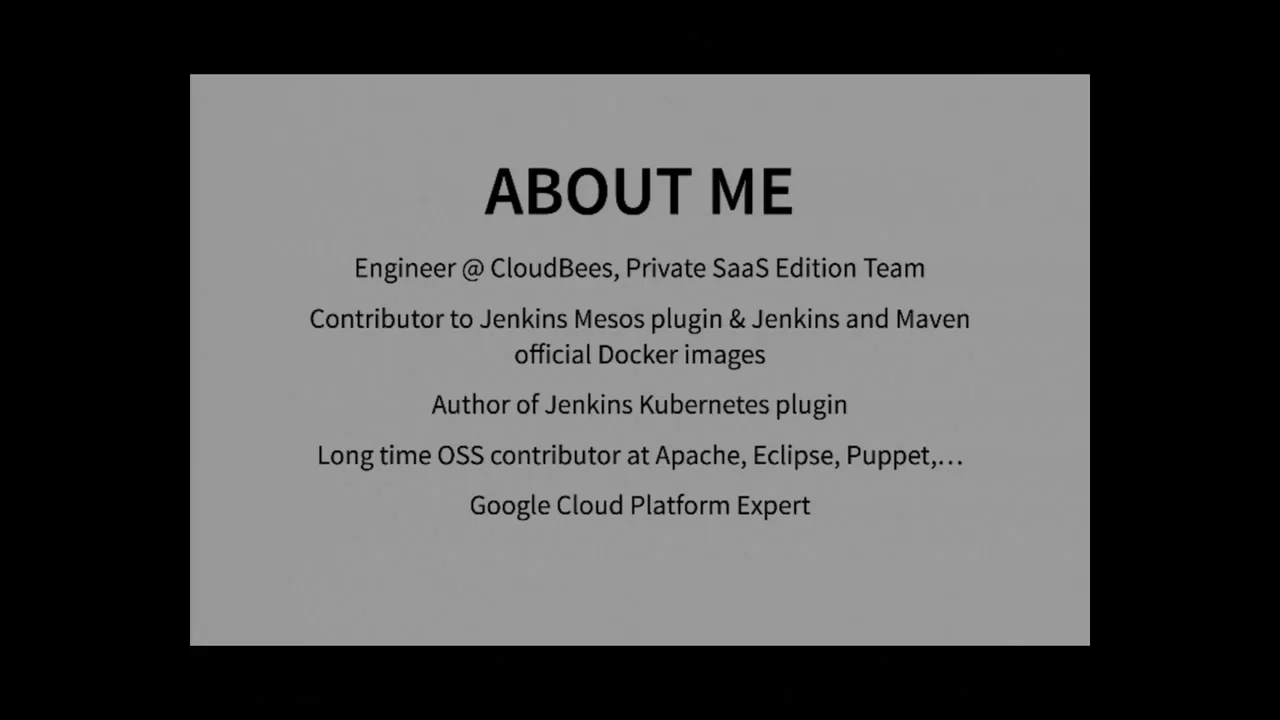 ABOUT ME
Engineer @ CloudBees, Private SaaS Edition Team
Contributor to Jenkins Mesos plugin & Jenkins and Maven
official Docker images
Author of Jenkins Kubernetes plugin
Long time OSS contributor at Apache, Eclipse, Puppet,…
Google Cloud Platform Expert